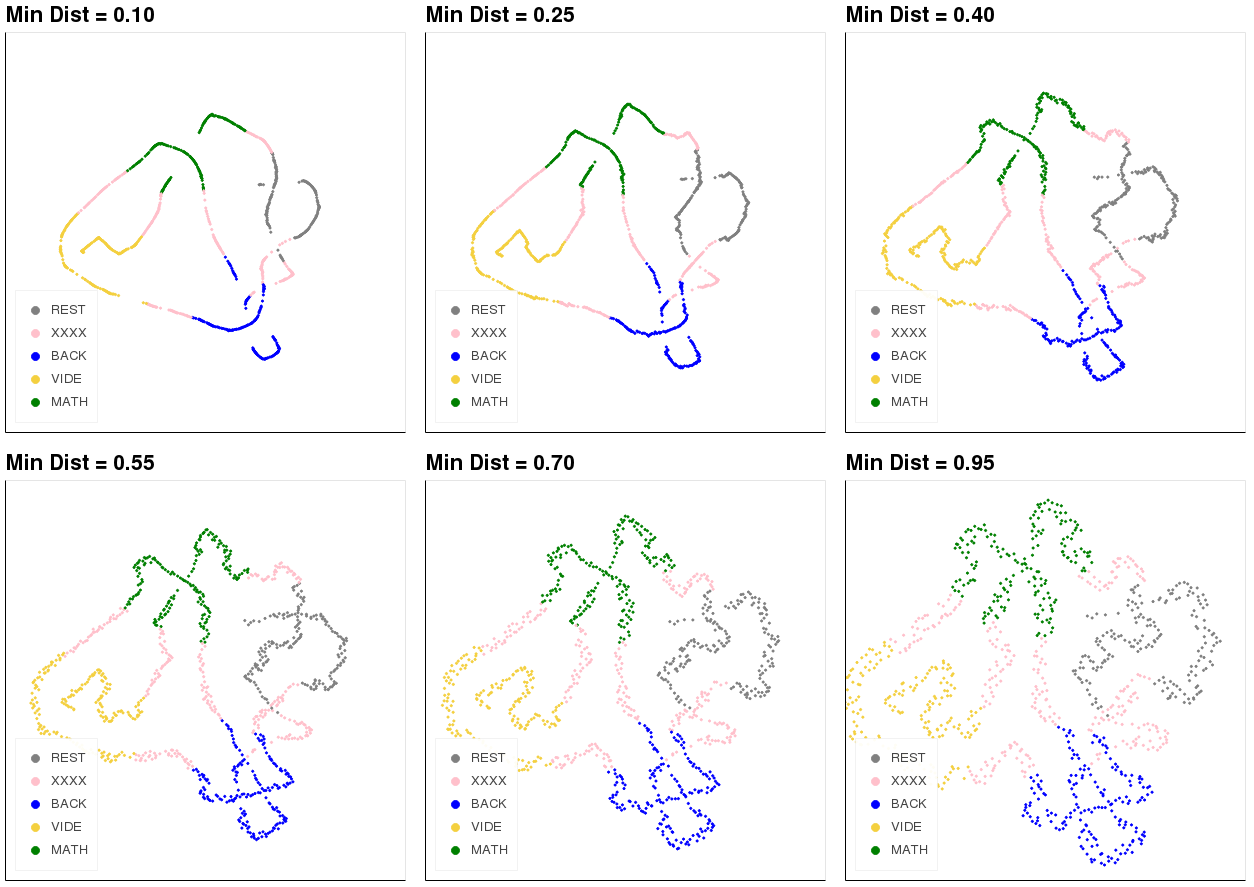 Min Dist = 0.10
Min Dist = 0.25
Min Dist = 0.40
REST
XXXX
BACK
VIDE
MATH
REST
XXXX
BACK
VIDE
MATH
REST
XXXX
BACK
VIDE
MATH
Min Dist = 0.55
Min Dist = 0.70
Min Dist = 0.95
REST
XXXX
BACK
VIDE
MATH
REST
XXXX
BACK
VIDE
MATH
REST
XXXX
BACK
VIDE
MATH